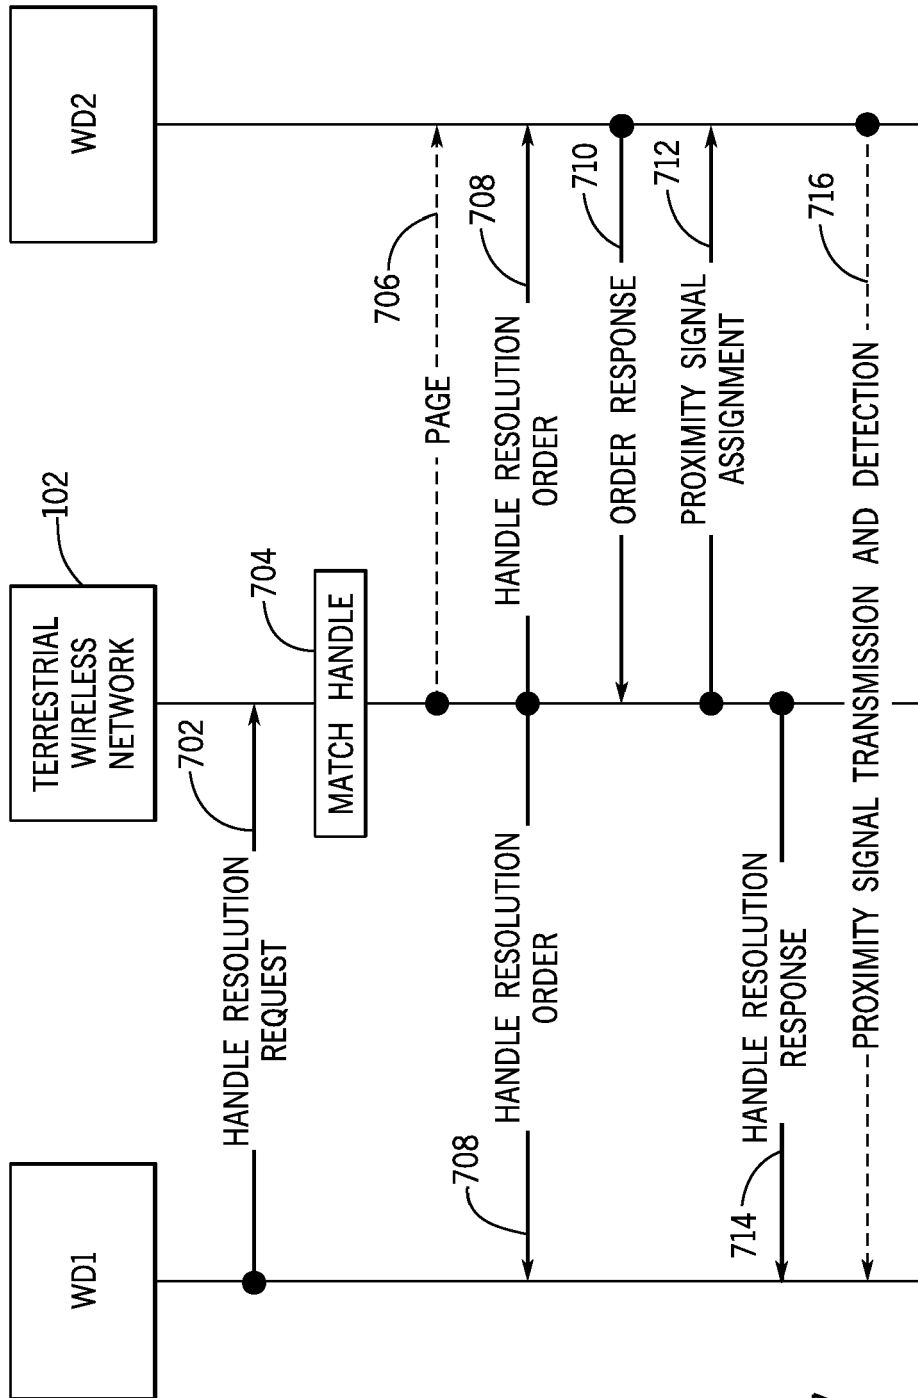 WD1
TERRESTRIAL
WIRELESS
NETWORK
102
WD2
HANDLE RESOLUTION
REQUEST
702
MATCH HANDLE
704
PAGE
706
HANDLE RESOLUTION
ORDER
708
HANDLE RESOLUTION
ORDER
708
ORDER RESPONSE
710
PROXIMITY SIGNAL
ASSIGNMENT
712
HANDLE RESOLUTION
RESPONSE
714
PROXIMITY SIGNAL TRANSMISSION AND DETECTION
716